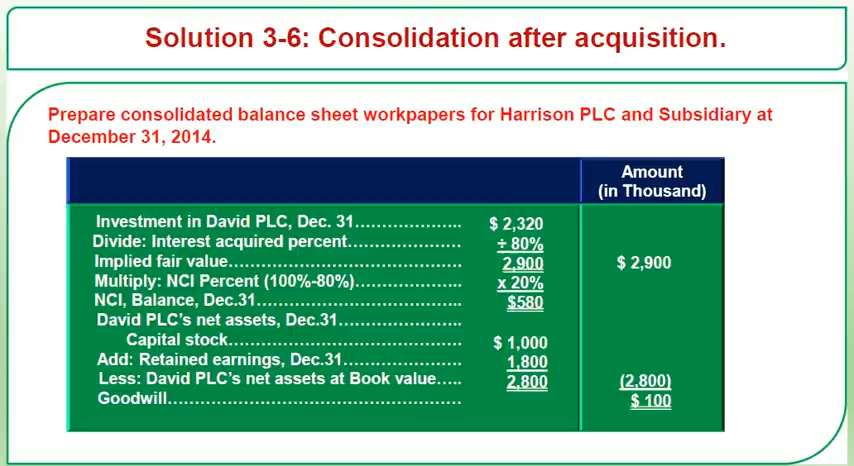 Solution 3-6: Consolidation after acquisition.
Prepare consolidated balance sheet workpapers for Harrison PLC and Subsidiary at
December 31, 2014.
Amount
(in Thousand)
Investment in David PLC, Dec. 31………………… $ 2,320
Divide: Interest acquired percent…………………… ÷ 80%
Implied fair value…………………………………… 2,900 $ 2,900
Multiply: NCI Percent (100%-80%)………………… x 20%
NCI, Balance, Dec.31………………………………… $580
David PLC’s net assets, Dec.31…………………..
Capital stock……………………………………… $ 1,000
Add: Retained earnings, Dec.31………………… 1,800
Less: David PLC’s net assets at Book value….. 2,800 (2,800)
Goodwill……………………………………………… $ 100